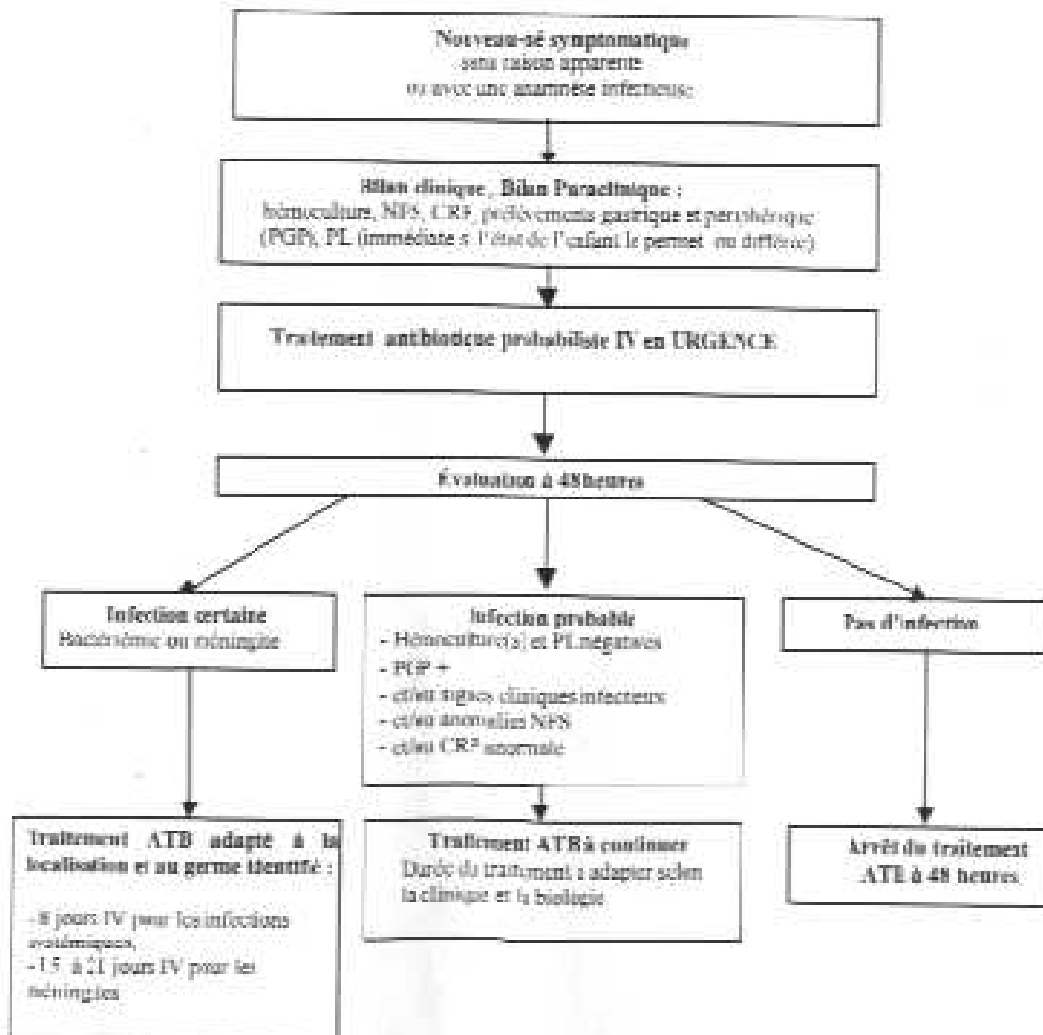 Nouveau-né symptomatique
sans raison apparente
ou avec une anamnèse infectieuse
Bilan clinique, Bilan Paraclinique :
hémoculture, NFS, CRP, prélèvements gastrique et périphérique
(PGP), PL (immédiate si l'état de l'enfant le permet ou différée)
Traitement antibiotique probabiliste IV en URGENCE
Évaluation à 48heures
Infection certaine
Bactériémie ou méningite
Infection probable
- Hémoculture(s) et PL négatives
- PGP +
- et/ou signes cliniques infectieux
- et/ou anomalies NFS
- et/ou CRP anormale
Pas d'infection
Traitement ATB adapté à la
localisation et au germe identifié :
- 8 jours IV pour les infections
systémiques,
- 15 à 21 jours IV pour les
méningites
Traitement ATB à continuer
Durée du traitement à adapter selon
la clinique et la biologie
Arrêt du traitement
ATB à 48 heures